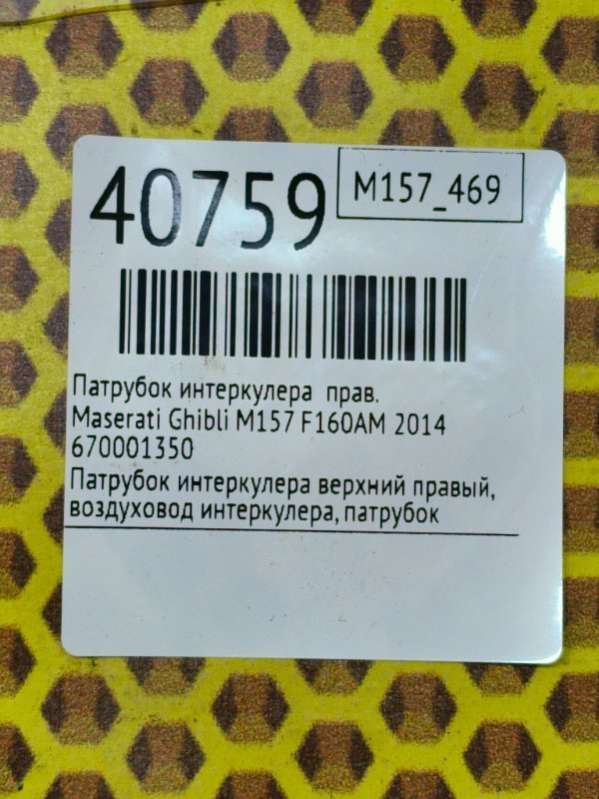 40759
M157_469
Патрубок интеркулера прав.
Maserati Ghibli M157 F160AM 2014
670001350
Патрубок интеркулера верхний правый,
воздуховод интеркулера, патрубок